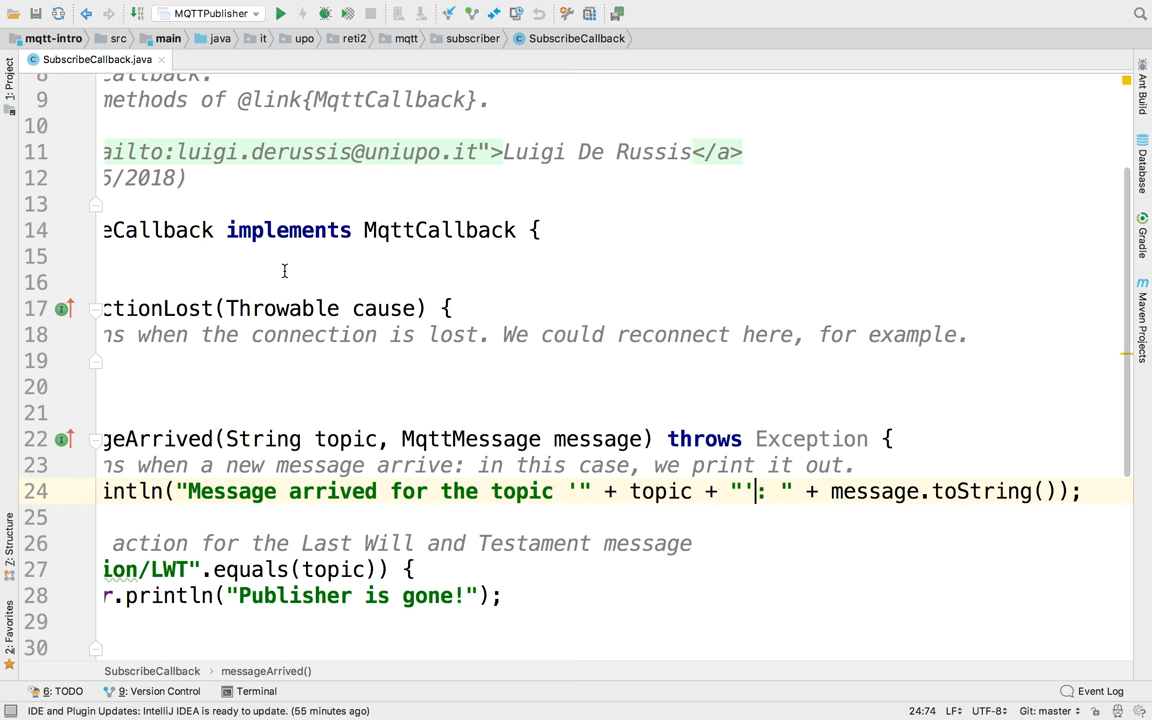 MQTTPublisher
mqtt-intro src main java it upo reti2 mqtt subscriber SubscribeCallback
SubscribeCallback.java
1: Project
Ant Build
Database
Gradle
Maven Projects
Z: Structure
2: Favorites
8 callback.
9 methods of @link{MqttCallback}.
10
11 ailto:luigi.derussis@uniupo.it">Luigi De Russis</a>
12 5/2018)
13
14 eCallback implements MqttCallback {
15
16
17 ctionLost(Throwable cause) {
18 ns when the connection is lost. We could reconnect here, for example.
19
20
21
22 geArrived(String topic, MqttMessage message) throws Exception {
23 ns when a new message arrive: in this case, we print it out.
24 intln("Message arrived for the topic '" + topic + "': " + message.toString());
25
26 action for the Last Will and Testament message
27 ion/LWT".equals(topic)) {
28 r.println("Publisher is gone!");
29
30
SubscribeCallback › messageArrived()
6: TODO 9: Version Control Terminal Event Log
IDE and Plugin Updates: IntelliJ IDEA is ready to update. (55 minutes ago) 24:74 LF UTF-8 Git: master